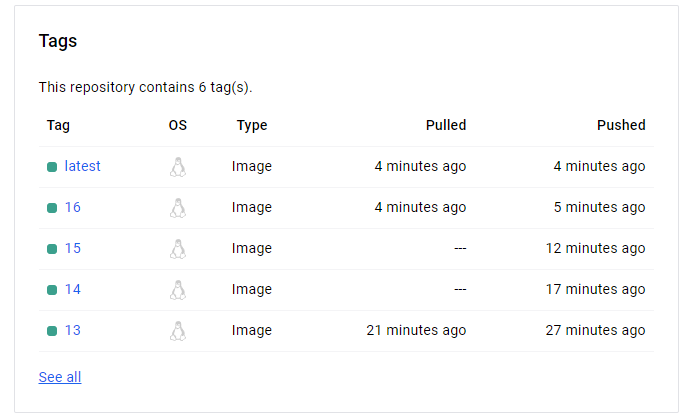 Tags
This repository contains 6 tag(s).
Tag OS Type Pulled Pushed
latest Image 4 minutes ago 4 minutes ago
16 Image 4 minutes ago 5 minutes ago
15 Image --- 12 minutes ago
14 Image --- 17 minutes ago
13 Image 21 minutes ago 27 minutes ago
See all